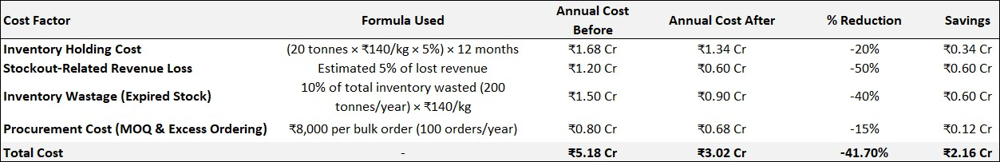 Cost Factor Formula Used Annual Cost Before Annual Cost After % Reduction Savings
Inventory Holding Cost (20 tonnes × ₹140/kg × 5%) × 12 months ₹1.68 Cr ₹1.34 Cr -20% ₹0.34 Cr
Stockout-Related Revenue Loss Estimated 5% of lost revenue ₹1.20 Cr ₹0.60 Cr -50% ₹0.60 Cr
Inventory Wastage (Expired Stock) 10% of total inventory wasted (200 tonnes/year) × ₹140/kg ₹1.50 Cr ₹0.90 Cr -40% ₹0.60 Cr
Procurement Cost (MOQ & Excess Ordering) ₹8,000 per bulk order (100 orders/year) ₹0.80 Cr ₹0.68 Cr -15% ₹0.12 Cr
Total Cost - ₹5.18 Cr ₹3.02 Cr -41.70% ₹2.16 Cr